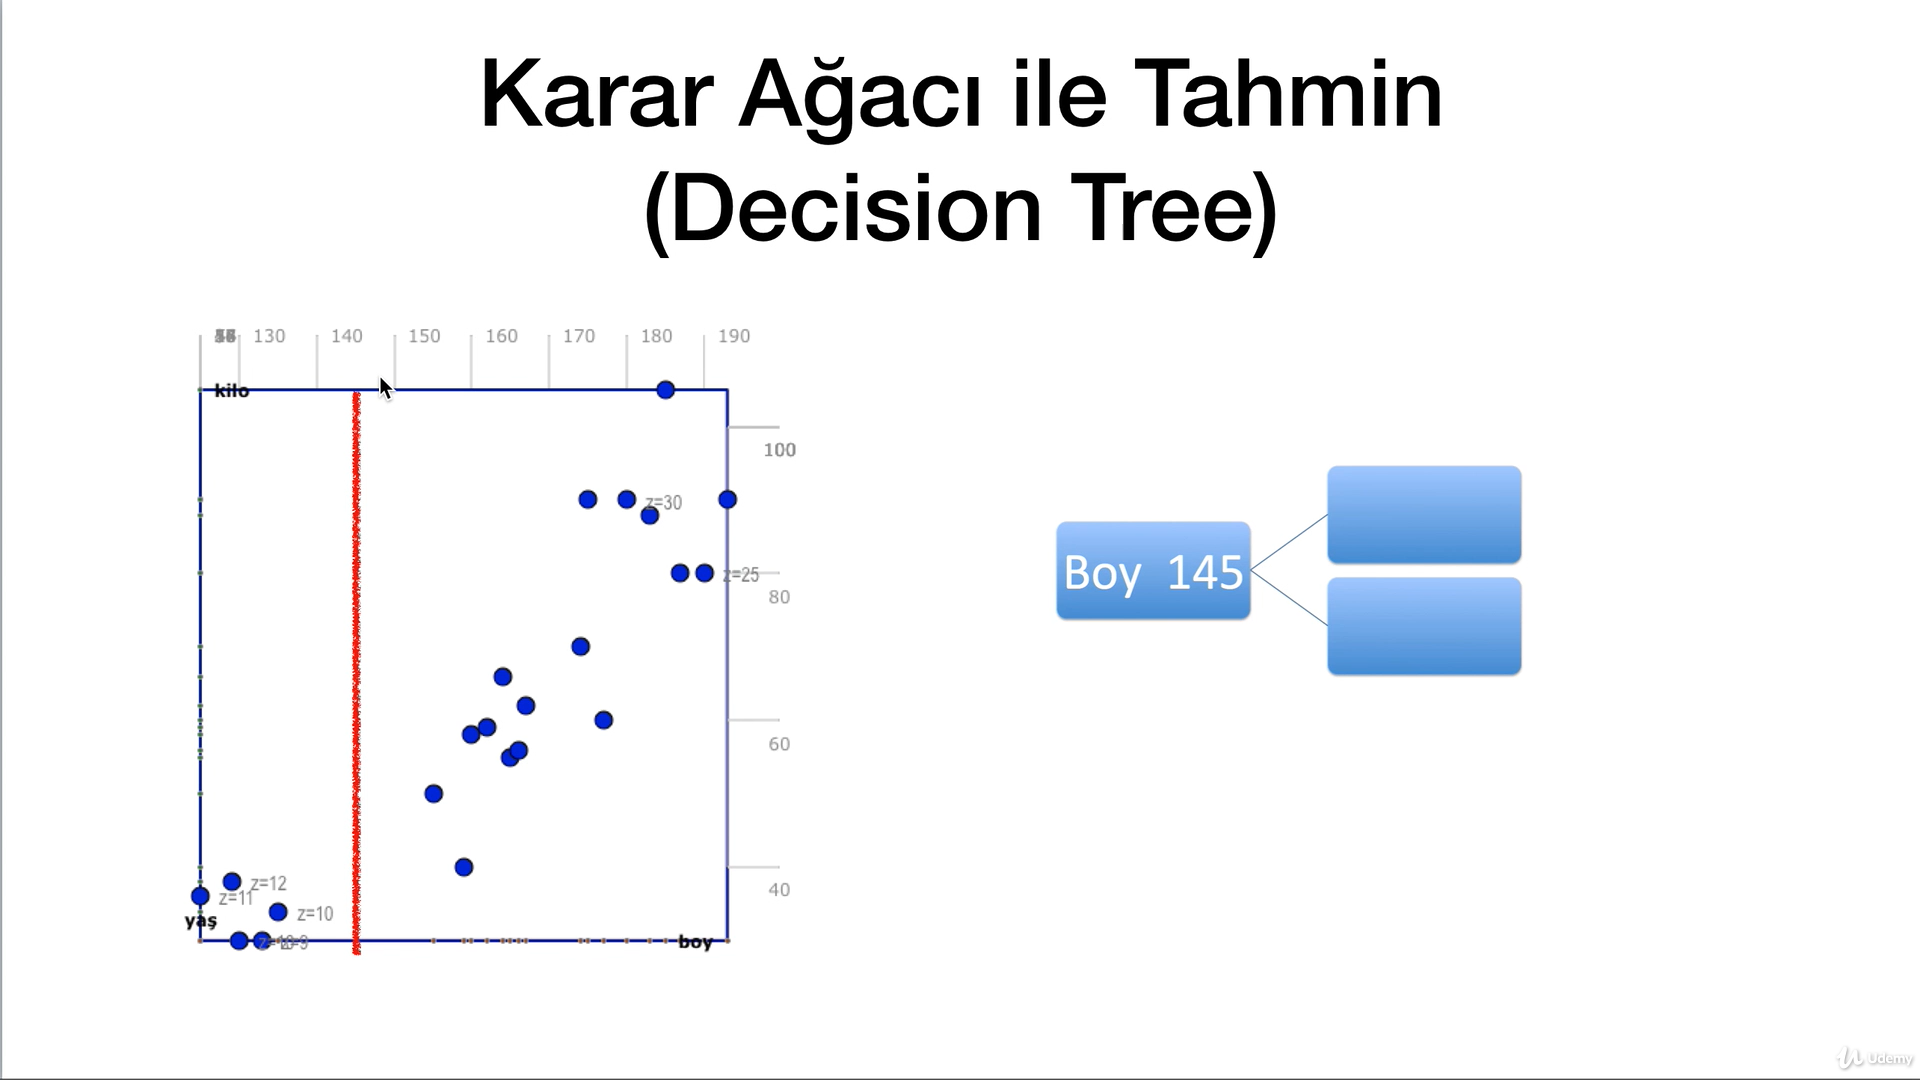 Karar Ağacı ile Tahmin
(Decision Tree)
130 140 150 160 170 180 190
kilo
100
z=30
z=25
80
60
z=12
z=11
40
z=10
yaş
boy
Boy 145
Udemy